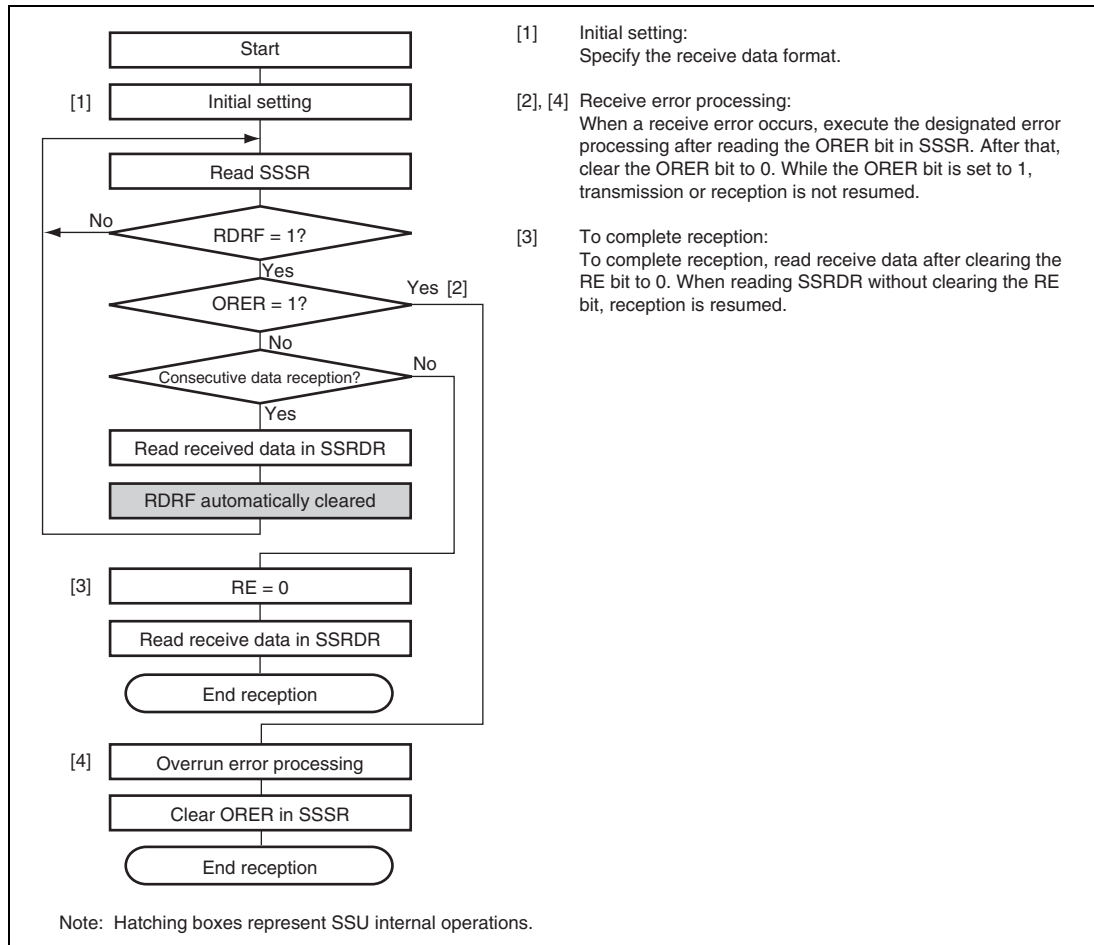 Start
[1] Initial setting
Read SSSR
No
RDRF = 1?
Yes
Yes [2]
ORER = 1?
No
No
Consecutive data reception?
Yes
Read received data in SSRDR
RDRF automatically cleared
[3] RE = 0
Read receive data in SSRDR
End reception
[4] Overrun error processing
Clear ORER in SSSR
End reception
[1] Initial setting:
Specify the receive data format.
[2], [4] Receive error processing:
When a receive error occurs, execute the designated error
processing after reading the ORER bit in SSSR. After that,
clear the ORER bit to 0. While the ORER bit is set to 1,
transmission or reception is not resumed.
[3] To complete reception:
To complete reception, read receive data after clearing the
RE bit to 0. When reading SSRDR without clearing the RE
bit, reception is resumed.
Note: Hatching boxes represent SSU internal operations.